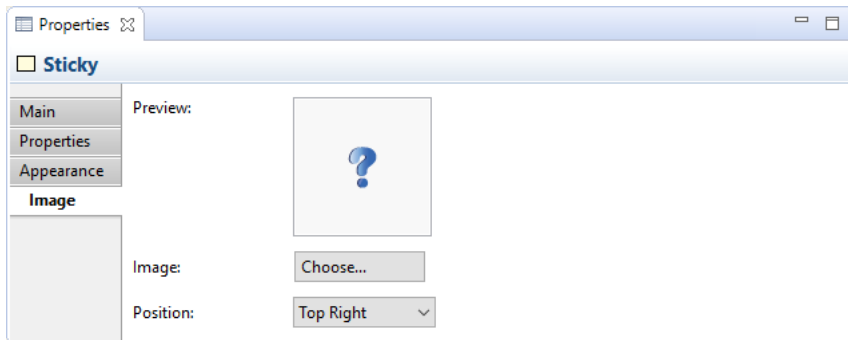 Properties
Sticky
Main
Properties
Appearance
Image
Preview:
?
Image:
Choose...
Position:
Top Right